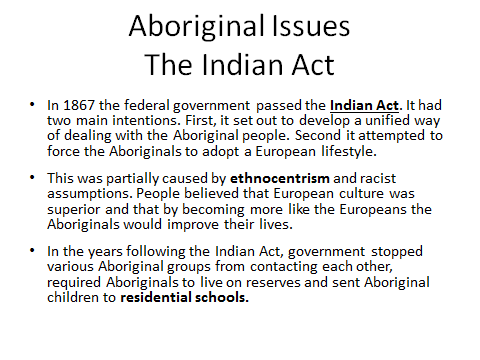 Aboriginal Issues
The Indian Act
• In 1867 the federal government passed the Indian Act. It had
two main intentions. First, it set out to develop a unified way
of dealing with the Aboriginal people. Second it attempted to
force the Aboriginals to adopt a European lifestyle.
• This was partially caused by ethnocentrism and racist
assumptions. People believed that European culture was
superior and that by becoming more like the Europeans the
Aboriginals would improve their lives.
• In the years following the Indian Act, government stopped
various Aboriginal groups from contacting each other,
required Aboriginals to live on reserves and sent Aboriginal
children to residential schools.